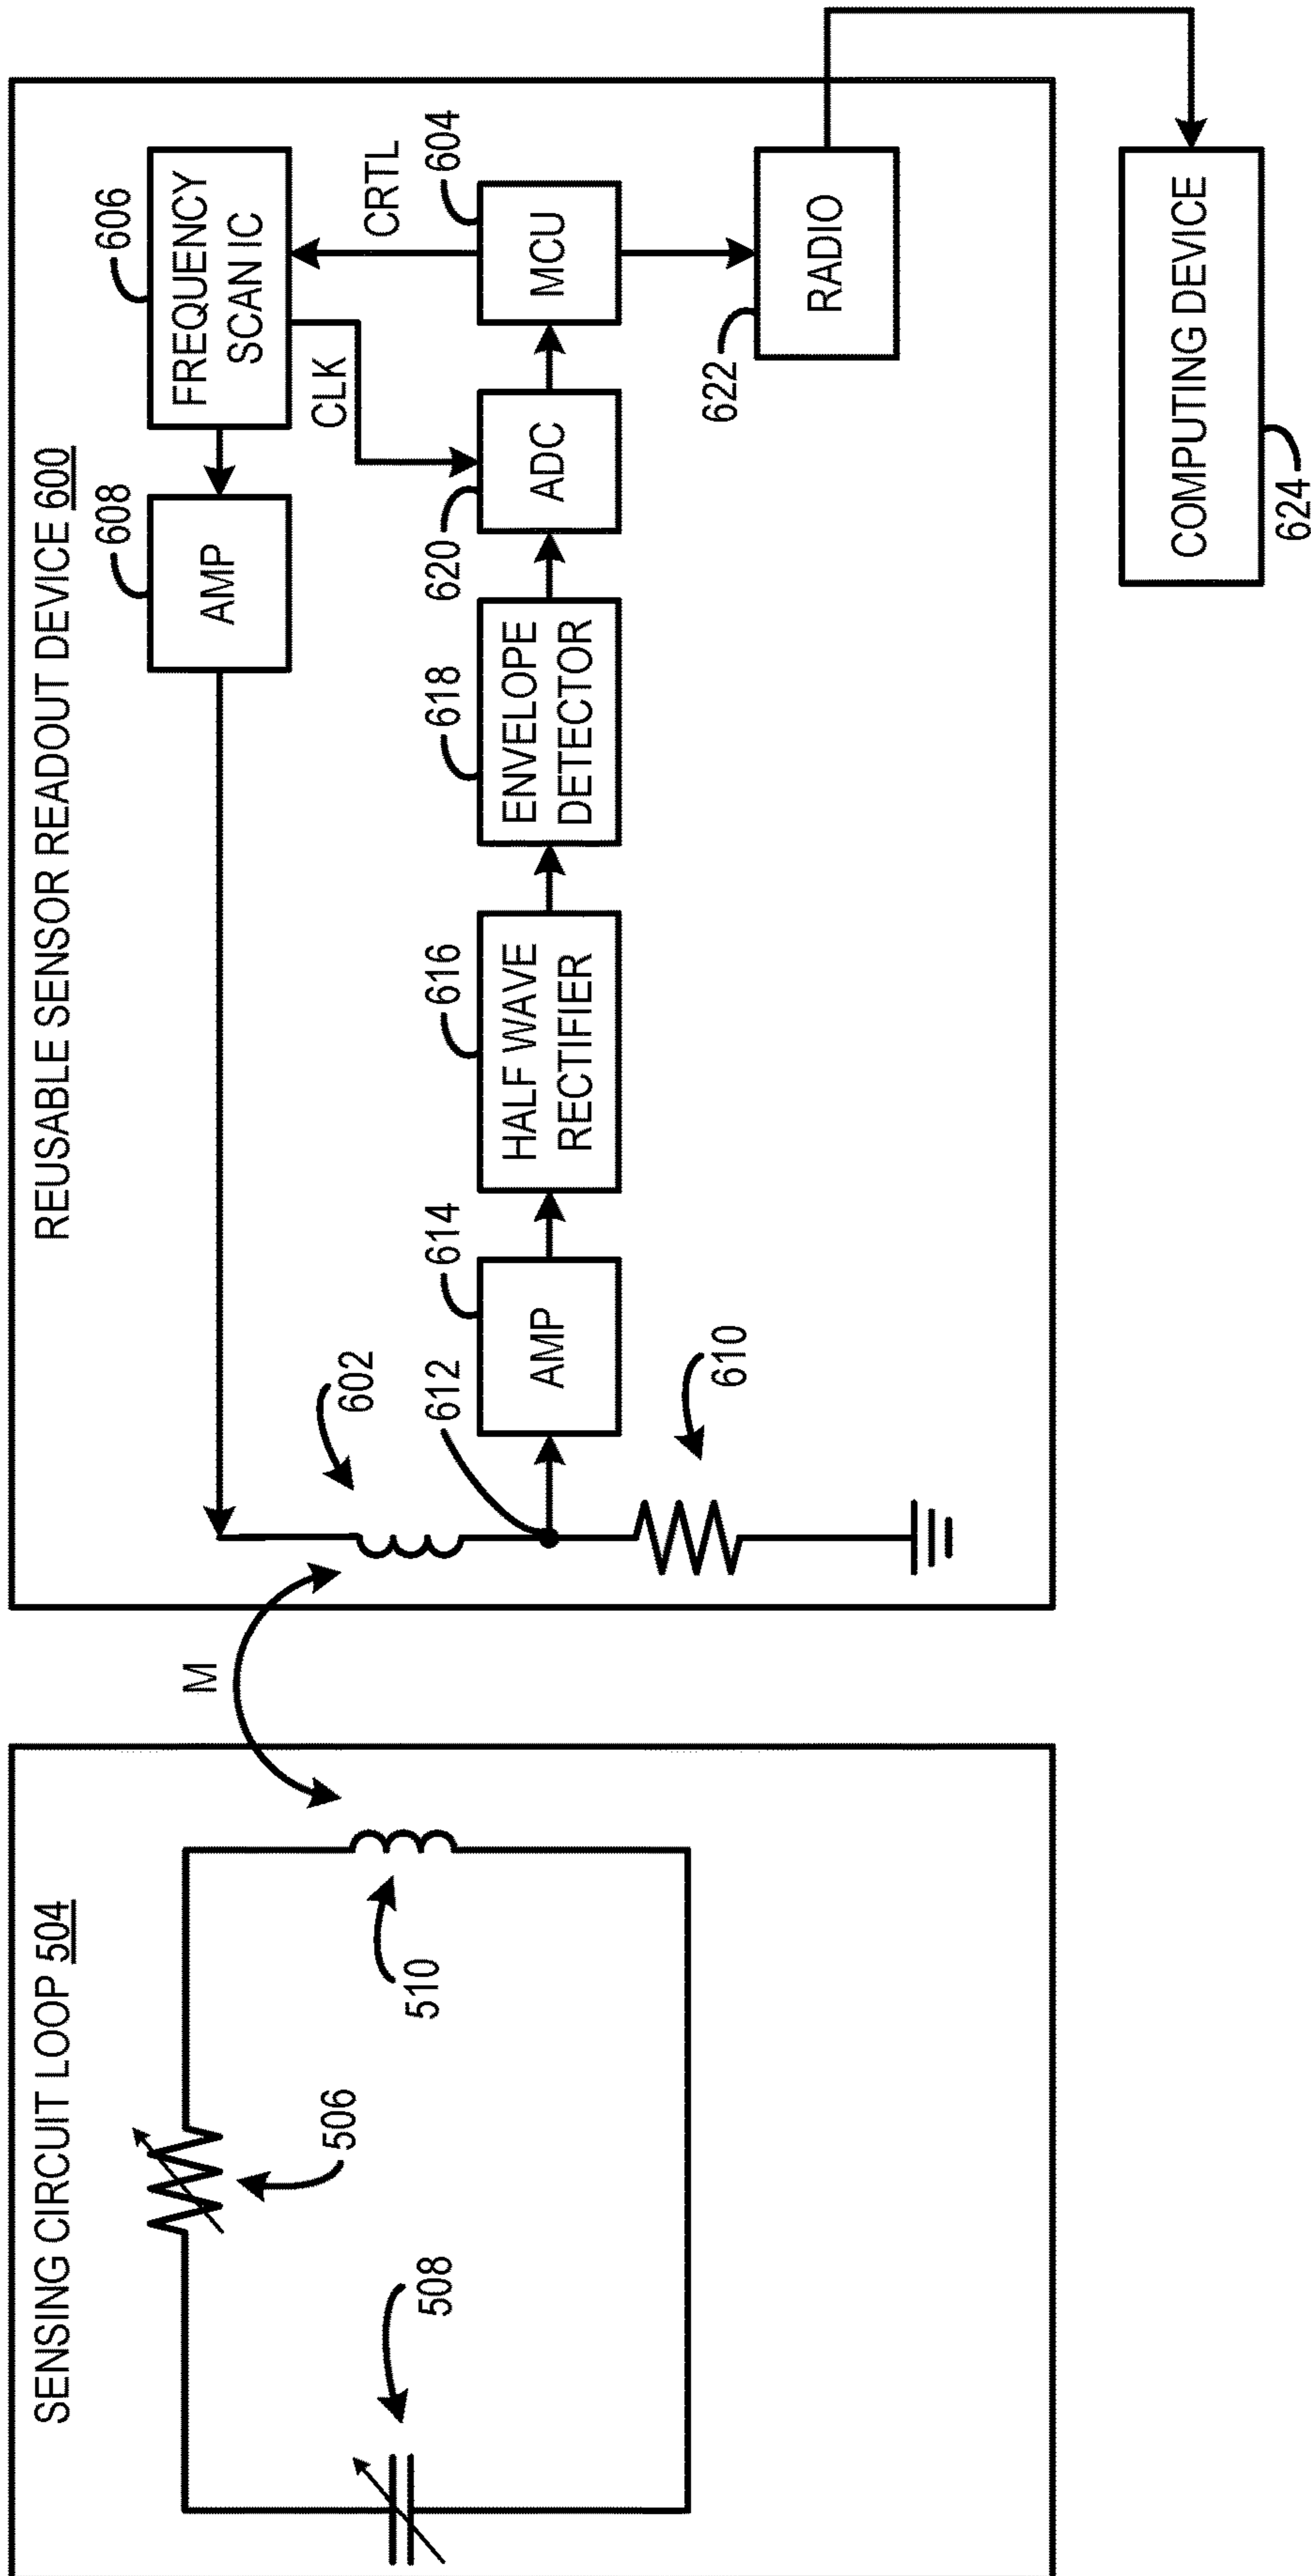 SENSING CIRCUIT LOOP 504
506
508
510
M
REUSABLE SENSOR READOUT DEVICE 600
602
608
AMP
606
FREQUENCY
SCAN IC
CLK
CRTL
612
614
AMP
616
HALF WAVE
RECTIFIER
618
ENVELOPE
DETECTOR
620
ADC
604
MCU
610
622
RADIO
COMPUTING DEVICE
624